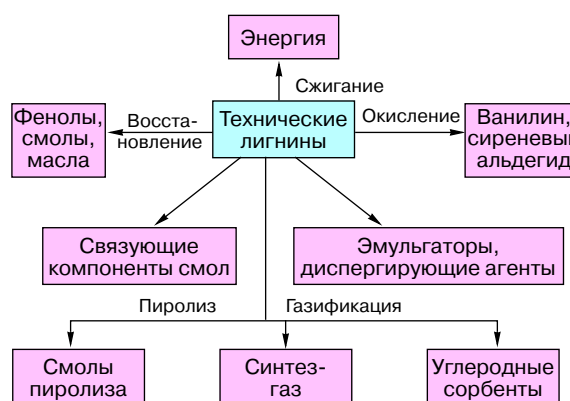 Энергия
Сжигание
Фенолы,
смолы,
масла
Восста-
новление
Технические
лигнины
Окисление
Ванилин,
сиреневый
альдегид
Связующие
компоненты смол
Эмульгаторы,
диспергирующие агенты
Пиролиз
Газификация
Смолы
пиролиза
Синтез-
газ
Углеродные
сорбенты